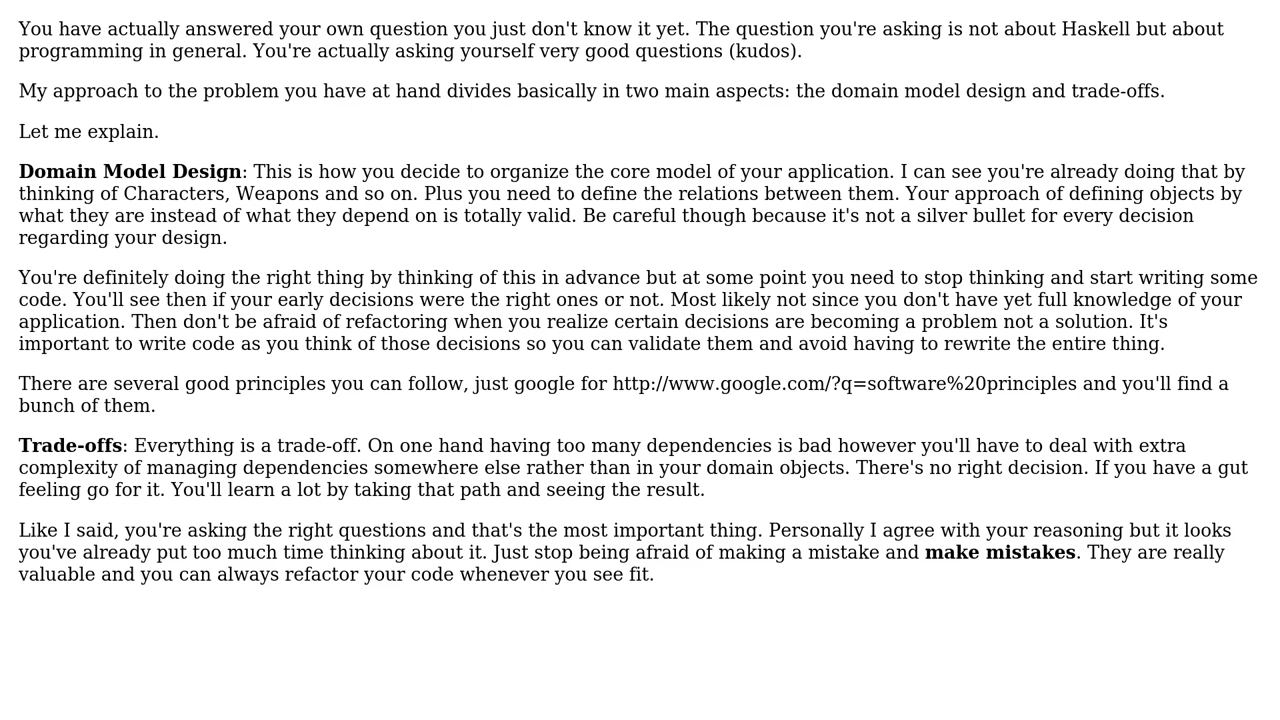 You have actually answered your own question you just don't know it yet. The question you're asking is not about Haskell but about
programming in general. You're actually asking yourself very good questions (kudos).
My approach to the problem you have at hand divides basically in two main aspects: the domain model design and trade-offs.
Let me explain.
Domain Model Design: This is how you decide to organize the core model of your application. I can see you're already doing that by
thinking of Characters, Weapons and so on. Plus you need to define the relations between them. Your approach of defining objects by
what they are instead of what they depend on is totally valid. Be careful though because it's not a silver bullet for every decision
regarding your design.
You're definitely doing the right thing by thinking of this in advance but at some point you need to stop thinking and start writing some
code. You'll see then if your early decisions were the right ones or not. Most likely not since you don't have yet full knowledge of your
application. Then don't be afraid of refactoring when you realize certain decisions are becoming a problem not a solution. It's
important to write code as you think of those decisions so you can validate them and avoid having to rewrite the entire thing.
There are several good principles you can follow, just google for http://www.google.com/?q=software%20principles and you'll find a
bunch of them.
Trade-offs: Everything is a trade-off. On one hand having too many dependencies is bad however you'll have to deal with extra
complexity of managing dependencies somewhere else rather than in your domain objects. There's no right decision. If you have a gut
feeling go for it. You'll learn a lot by taking that path and seeing the result.
Like I said, you're asking the right questions and that's the most important thing. Personally I agree with your reasoning but it looks
you've already put too much time thinking about it. Just stop being afraid of making a mistake and make mistakes. They are really
valuable and you can always refactor your code whenever you see fit.